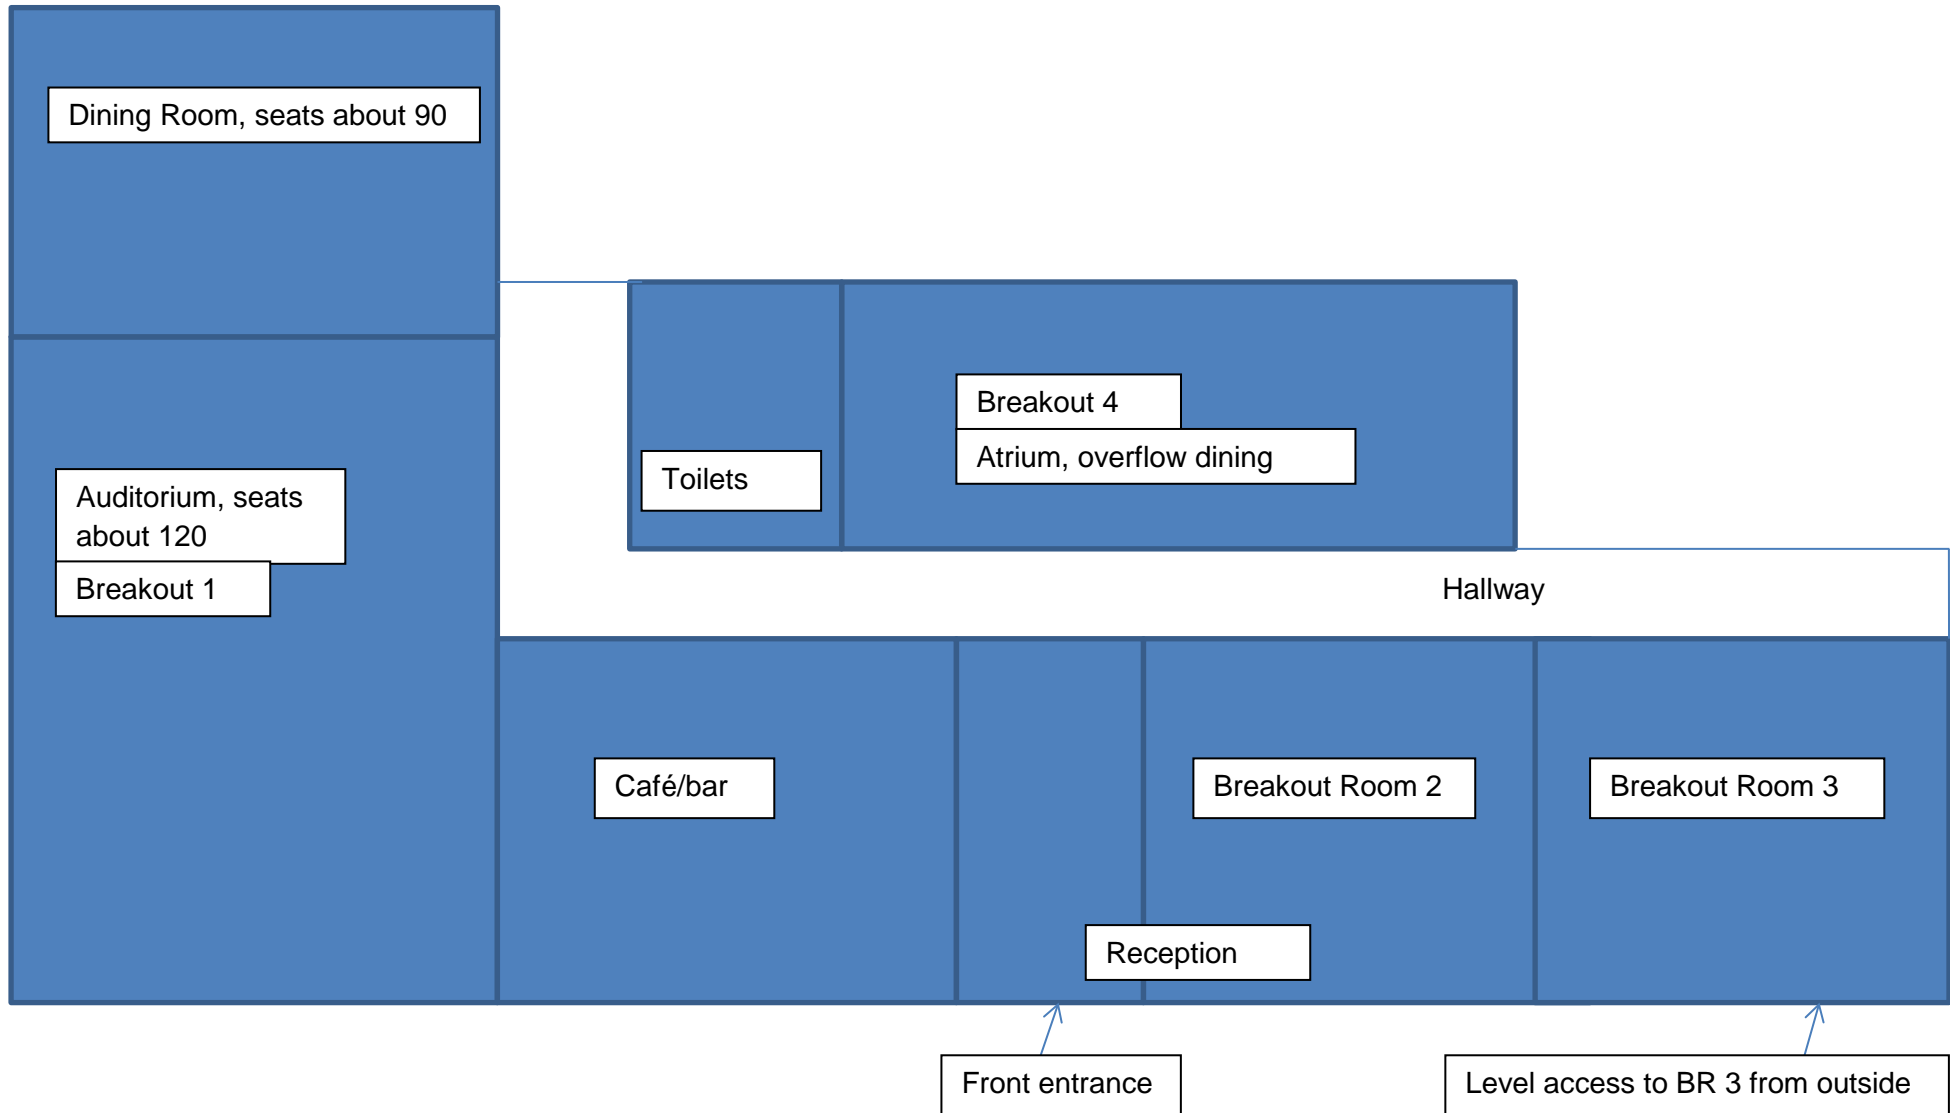 Dining Room, seats about 90
Breakout 4
Atrium, overflow dining
Toilets
Auditorium, seats
about 120
Breakout 1
Hallway
Café/bar
Breakout Room 2
Breakout Room 3
Reception
Front entrance
Level access to BR 3 from outside